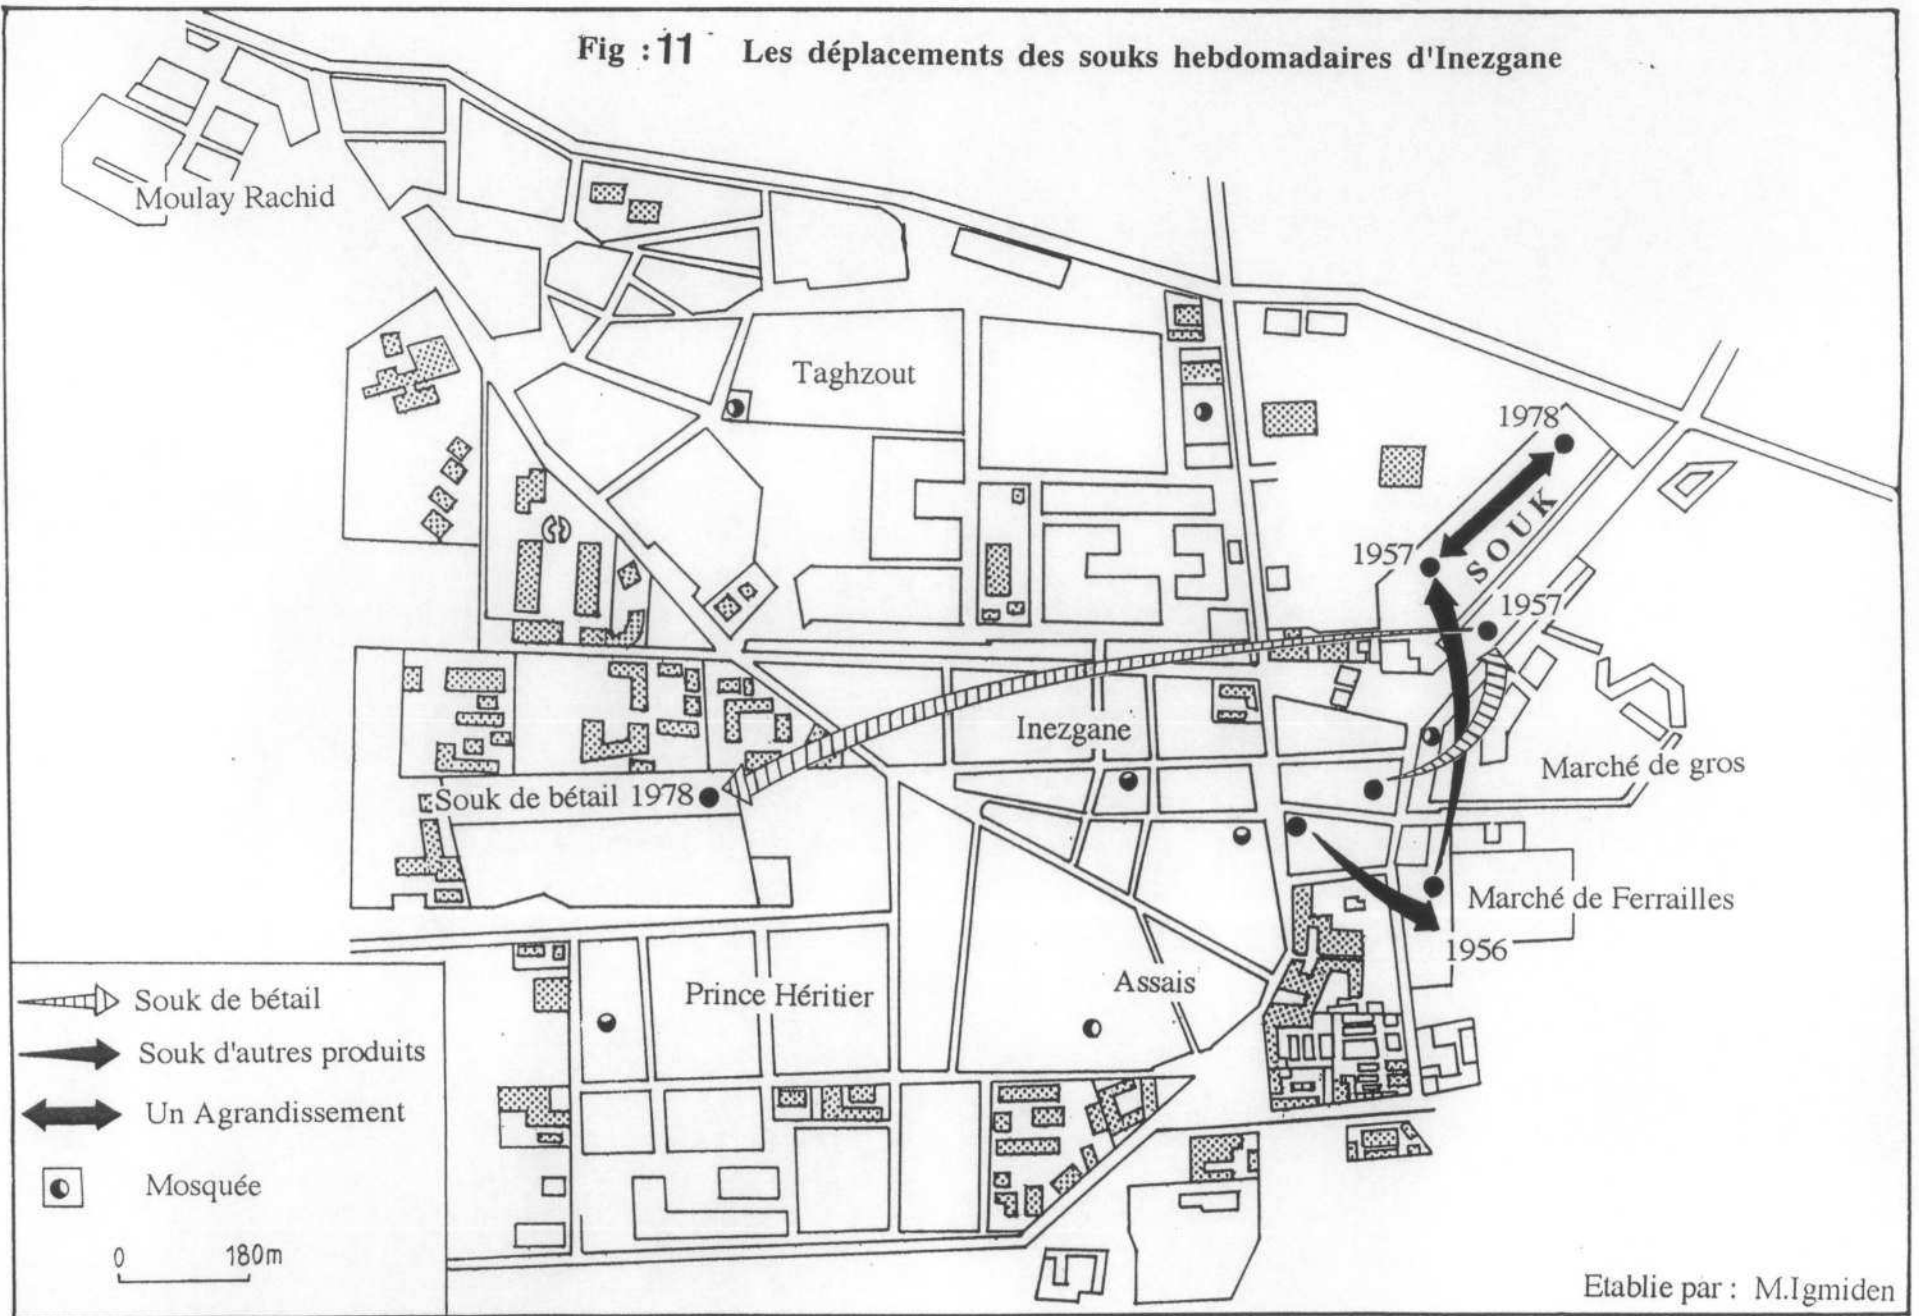 Fig : 11 Les déplacements des souks hebdomadaires d'Inezgane
Moulay Rachid
Taghzout
1978
SOUK
1957
1957
Inezgane
Marché de gros
Souk de bétail 1978
Marché de Ferrailles
1956
Prince Héritier
Assais
Souk de bétail
Souk d'autres produits
Un Agrandissement
Mosquée
0 180m
Etablie par : M.Igmiden